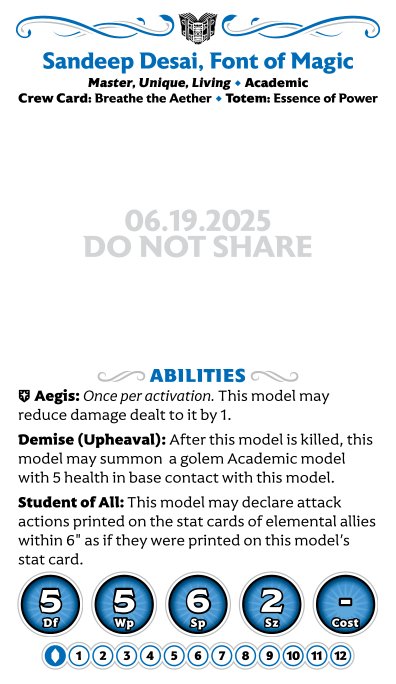 Sandeep Desai, Font of Magic
Master, Unique, Living ⬥ Academic
Crew Card: Breathe the Aether ⬥ Totem: Essence of Power
06.19.2025
DO NOT SHARE
ABILITIES
Aegis: Once per activation. This model may
reduce damage dealt to it by 1.
Demise (Upheaval): After this model is killed, this
model may summon a golem Academic model
with 5 health in base contact with this model.
Student of All: This model may declare attack
actions printed on the stat cards of elemental allies
within 6" as if they were printed on this model's
stat card.
5 5 6 2 -
Df Wp Sp Sz Cost
1 2 3 4 5 6 7 8 9 10 11 12